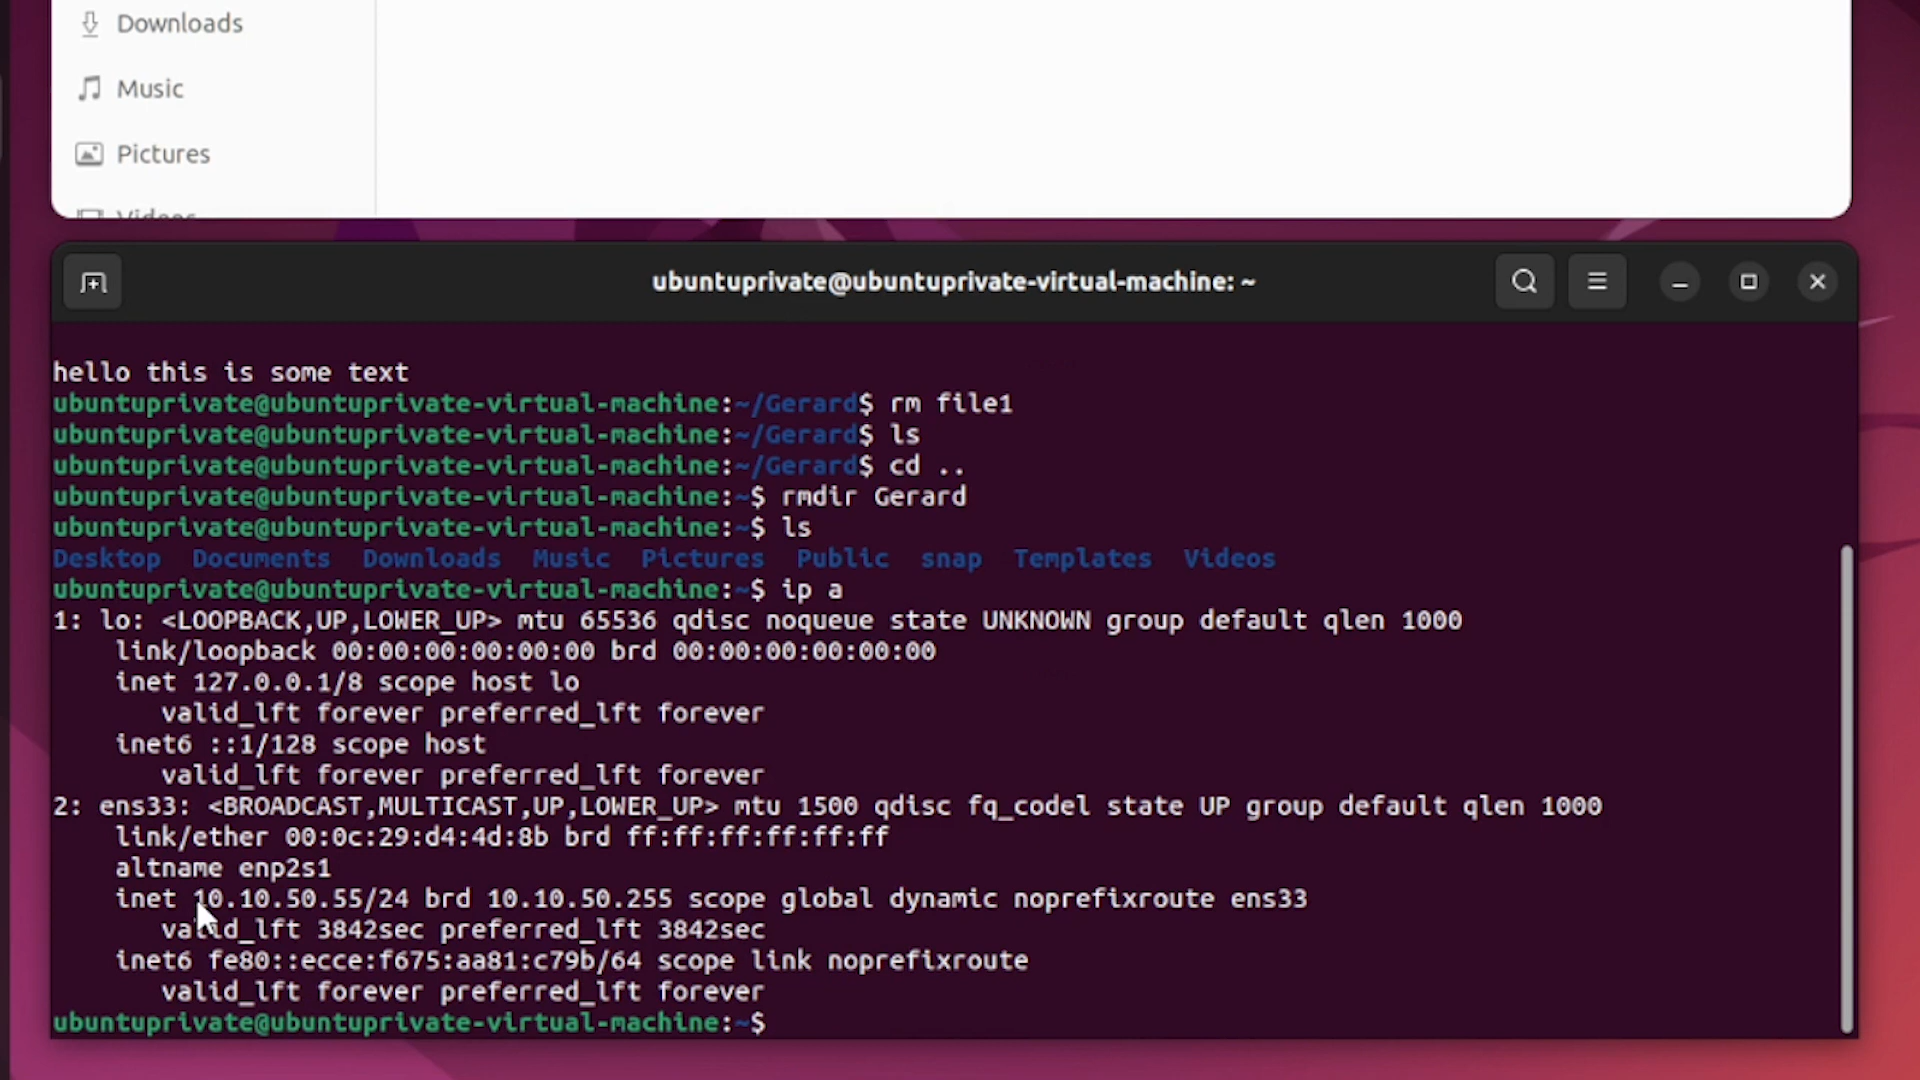 Downloads
Music
Pictures
Videos
ubuntuprivate@ubuntuprivate-virtual-machine: ~
hello this is some text
ubuntuprivate@ubuntuprivate-virtual-machine:~/Gerard$ rm file1
ubuntuprivate@ubuntuprivate-virtual-machine:~/Gerard$ ls
ubuntuprivate@ubuntuprivate-virtual-machine:~/Gerard$ cd ..
ubuntuprivate@ubuntuprivate-virtual-machine:~$ rmdir Gerard
ubuntuprivate@ubuntuprivate-virtual-machine:~$ ls
Desktop  Documents  Downloads  Music  Pictures  Public  snap  Templates  Videos
ubuntuprivate@ubuntuprivate-virtual-machine:~$ ip a
1: lo: <LOOPBACK,UP,LOWER_UP> mtu 65536 qdisc noqueue state UNKNOWN group default qlen 1000
    link/loopback 00:00:00:00:00:00 brd 00:00:00:00:00:00
    inet 127.0.0.1/8 scope host lo
       valid_lft forever preferred_lft forever
    inet6 ::1/128 scope host
       valid_lft forever preferred_lft forever
2: ens33: <BROADCAST,MULTICAST,UP,LOWER_UP> mtu 1500 qdisc fq_codel state UP group default qlen 1000
    link/ether 00:0c:29:d4:4d:8b brd ff:ff:ff:ff:ff:ff
    altname enp2s1
    inet 10.10.50.55/24 brd 10.10.50.255 scope global dynamic noprefixroute ens33
       valid_lft 3842sec preferred_lft 3842sec
    inet6 fe80::ecce:f675:aa81:c79b/64 scope link noprefixroute
       valid_lft forever preferred_lft forever
ubuntuprivate@ubuntuprivate-virtual-machine:~$